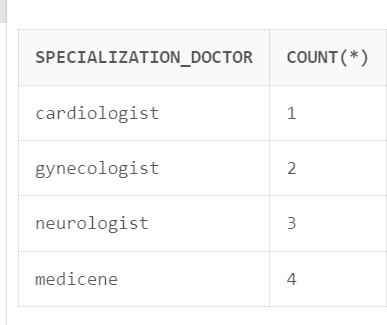 SPECIALIZATION_DOCTOR COUNT(*)
cardiologist 1
gynecologist 2
neurologist 3
medicene 4